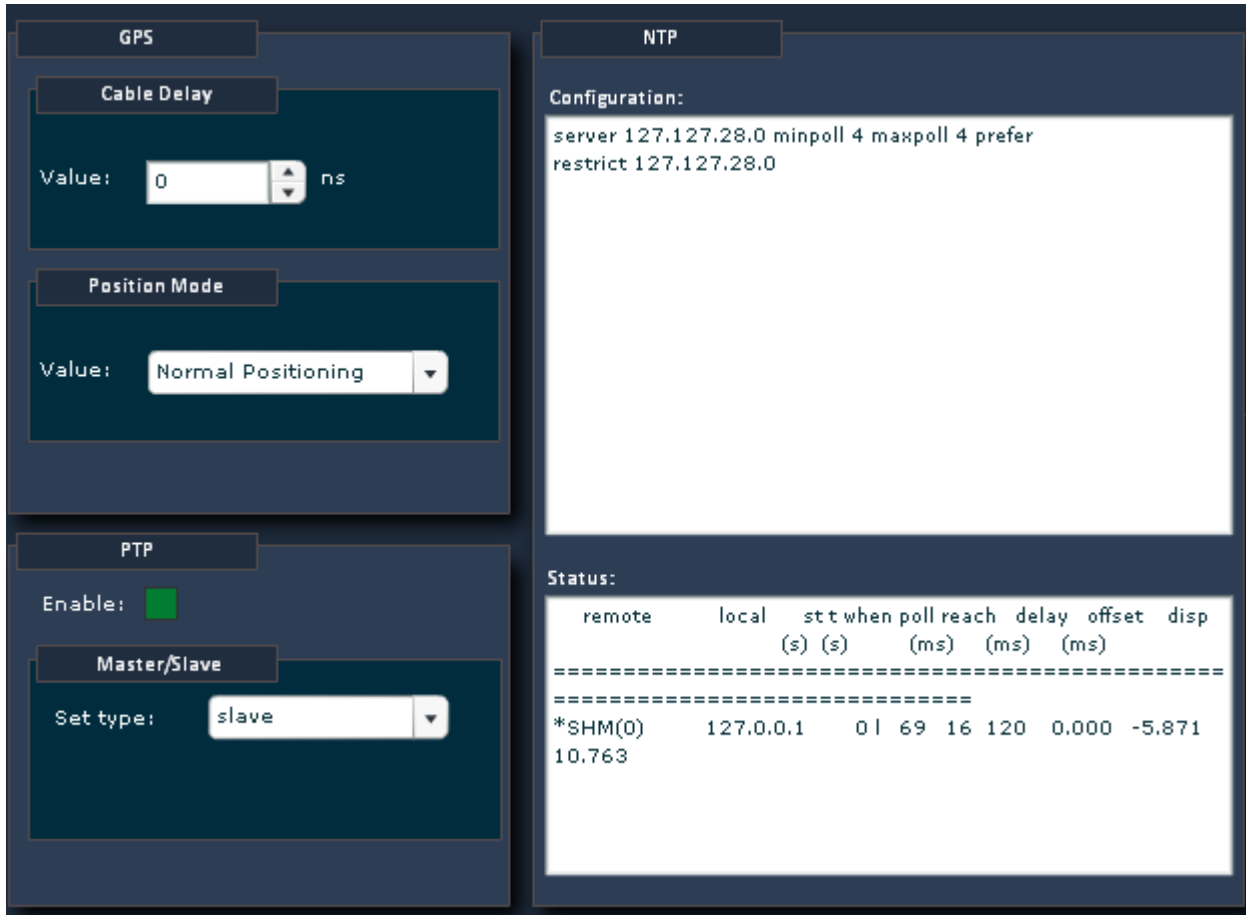 GPS
Cable Delay
Value: 0 ns
Position Mode
Value: Normal Positioning
PTP
Enable:
Master/Slave
Set type: slave
NTP
Configuration:
server 127.127.28.0 minpoll 4 maxpoll 4 prefer
restrict 127.127.28.0
Status:
remote local st t when poll reach delay offset disp
(s) (s) (ms) (ms) (ms)
================================================
==============================
*SHM(0) 127.0.0.1 0 l 69 16 120 0.000 -5.871
10.763